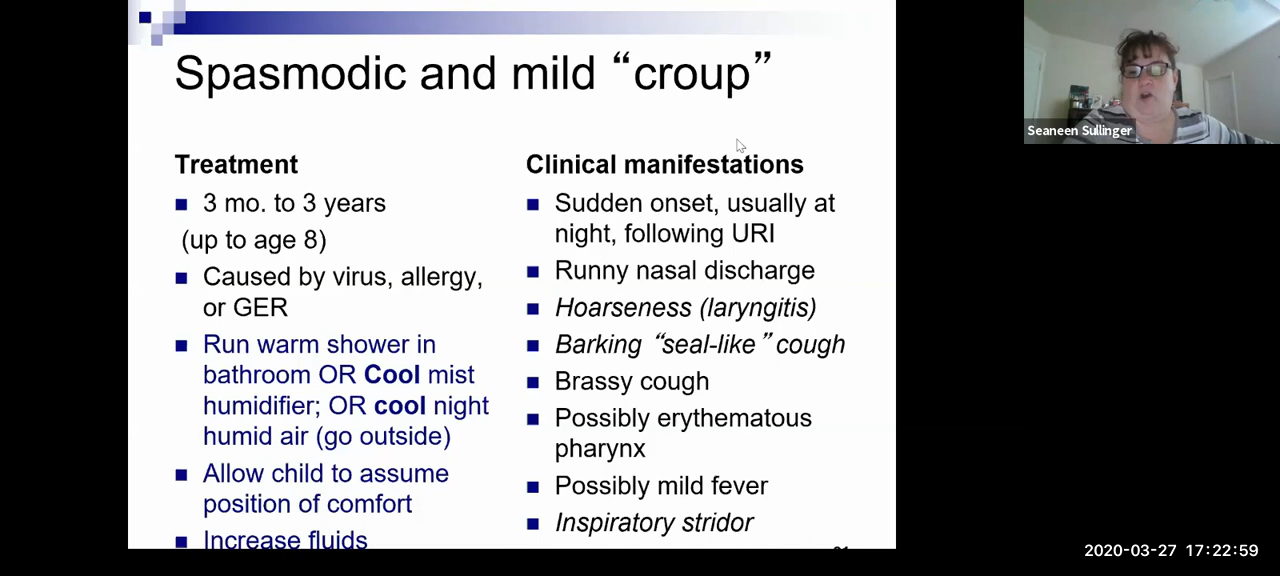 Spasmodic and mild “croup”
Treatment
3 mo. to 3 years
(up to age 8)
Caused by virus, allergy,
or GER
Run warm shower in
bathroom OR Cool mist
humidifier; OR cool night
humid air (go outside)
Allow child to assume
position of comfort
Increase fluids
Clinical manifestations
Sudden onset, usually at
night, following URI
Runny nasal discharge
Hoarseness (laryngitis)
Barking “seal-like” cough
Brassy cough
Possibly erythematous
pharynx
Possibly mild fever
Inspiratory stridor
Seaneen Sullinger
2020-03-27 17:22:59